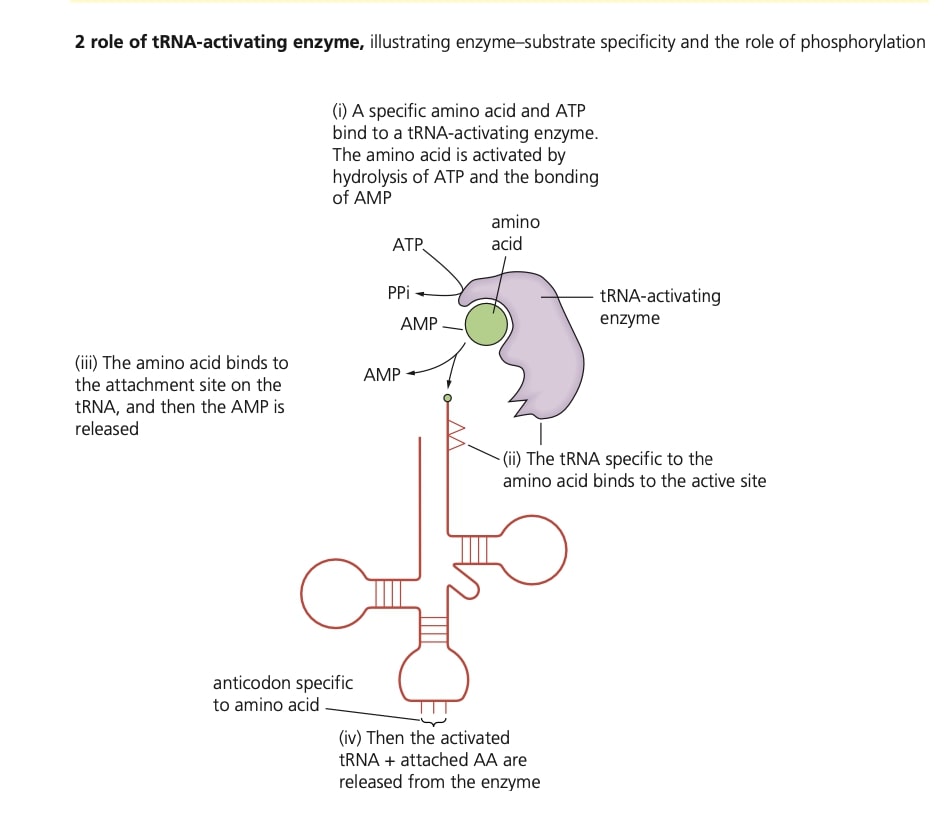 2 role of tRNA-activating enzyme, illustrating enzyme–substrate specificity and the role of phosphorylation
(i) A specific amino acid and ATP
bind to a tRNA-activating enzyme.
The amino acid is activated by
hydrolysis of ATP and the bonding
of AMP
amino
acid
ATP
PPi
tRNA-activating
enzyme
AMP
(iii) The amino acid binds to
the attachment site on the
tRNA, and then the AMP is
released
AMP
(ii) The tRNA specific to the
amino acid binds to the active site
anticodon specific
to amino acid
(iv) Then the activated
tRNA + attached AA are
released from the enzyme